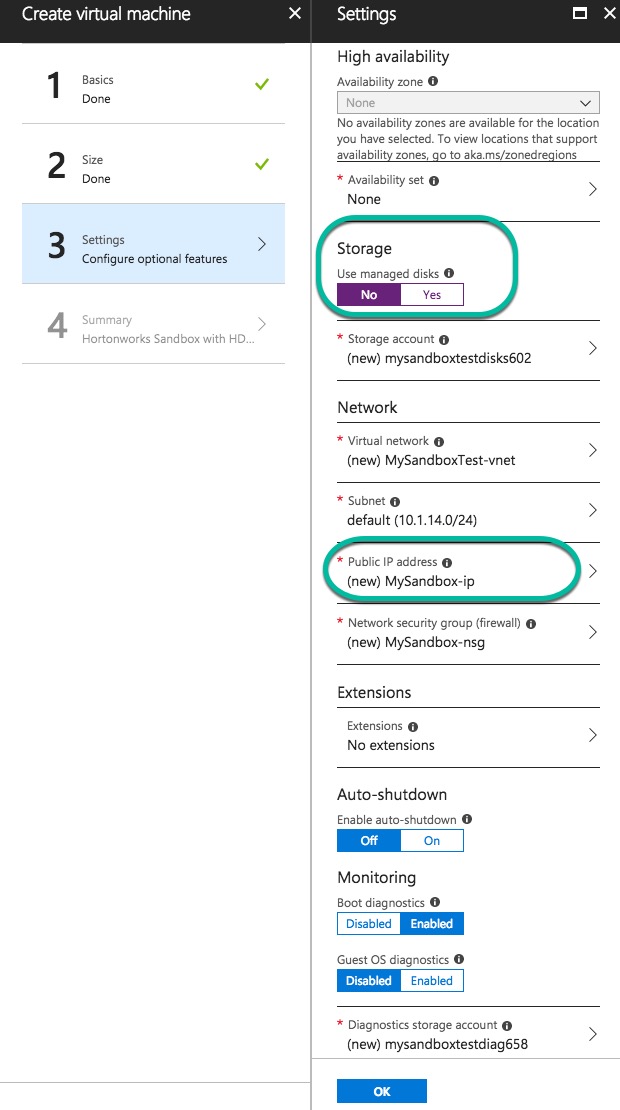 Create virtual machine
1
Basics
Done
2
Size
Done
3
Settings
Configure optional features
4
Summary
Hortonworks Sandbox with HD...
Settings
High availability
Availability zone
None
No availability zones are available for the location
you have selected. To view locations that support
availability zones, go to aka.ms/zonedregions
* Availability set
None
Storage
Use managed disks
No Yes
* Storage account
(new) mysandboxtestdisks602
Network
* Virtual network
(new) MySandboxTest-vnet
* Subnet
default (10.1.14.0/24)
* Public IP address
(new) MySandbox-ip
* Network security group (firewall)
(new) MySandbox-nsg
Extensions
Extensions
No extensions
Auto-shutdown
Enable auto-shutdown
Off On
Monitoring
Boot diagnostics
Disabled Enabled
Guest OS diagnostics
Disabled Enabled
* Diagnostics storage account
(new) mysandboxtestdiag658
OK